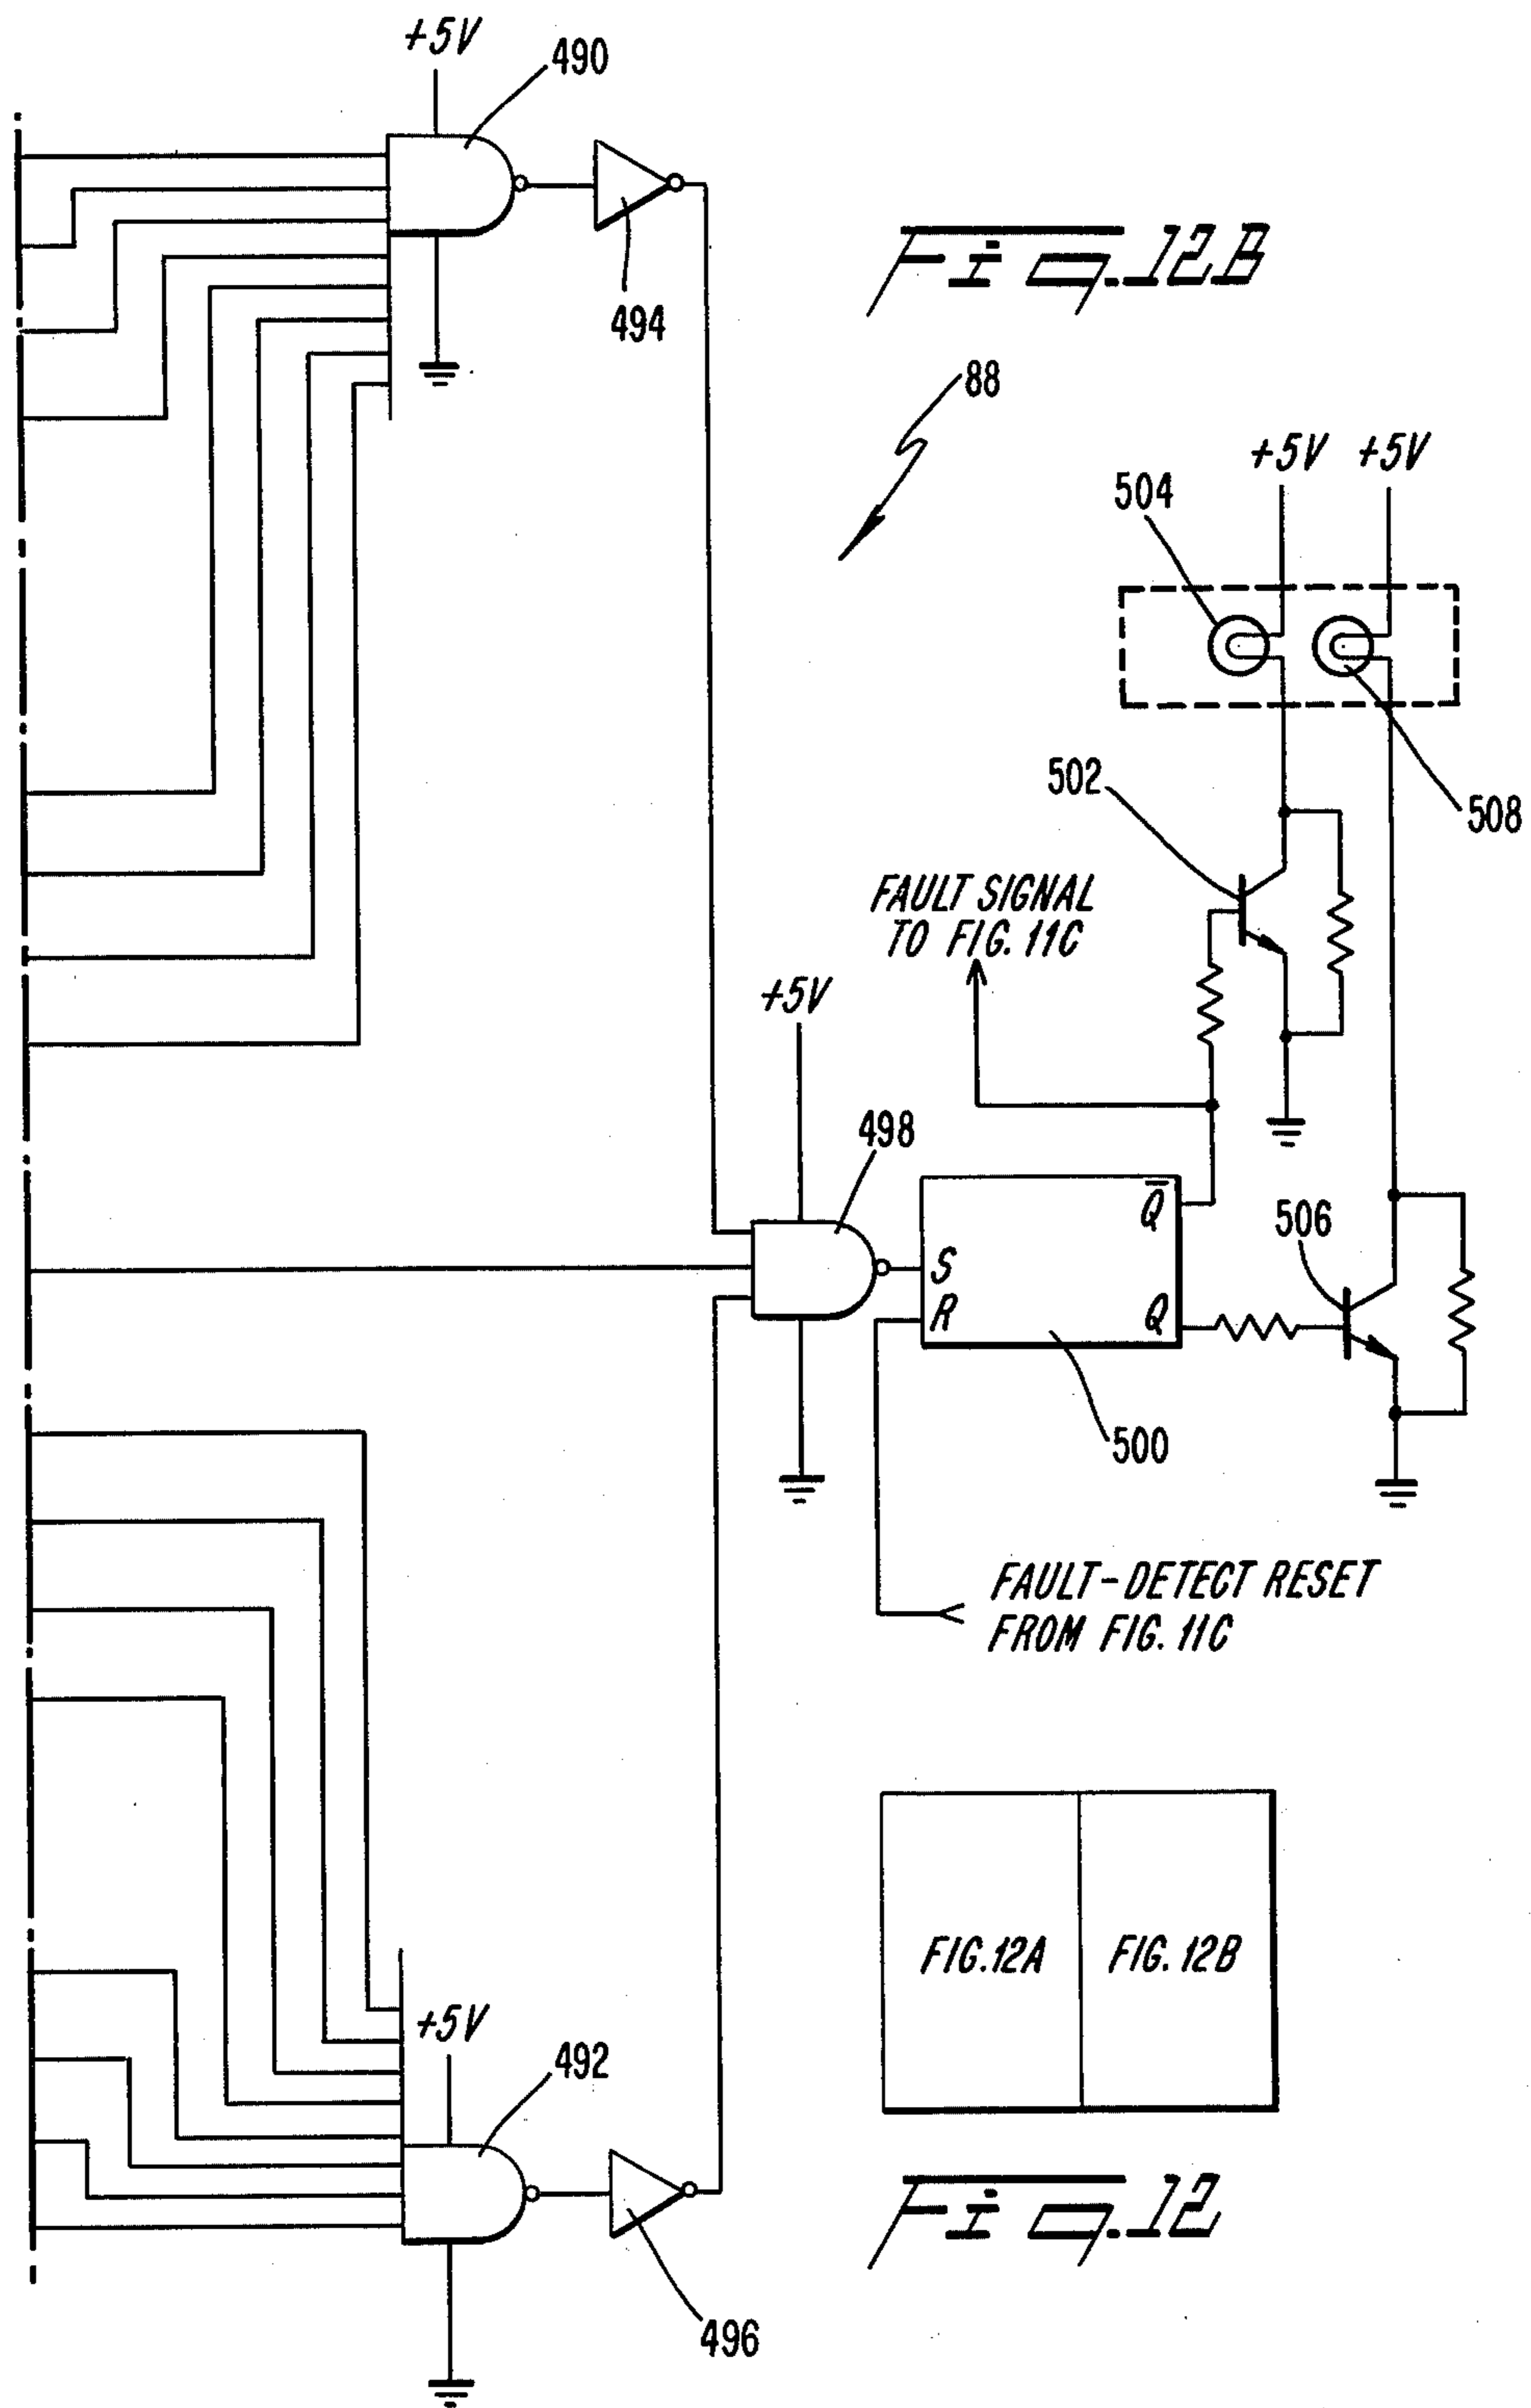 +5V
490
494
Fig. 12B
88
+5V +5V
504
502
508
FAULT SIGNAL
TO FIG. 11C
+5V
498
Q̅
506
S
R
Q
500
FAULT-DETECT RESET
FROM FIG. 11C
FIG. 12A
FIG. 12B
+5V
492
Fig. 12
496